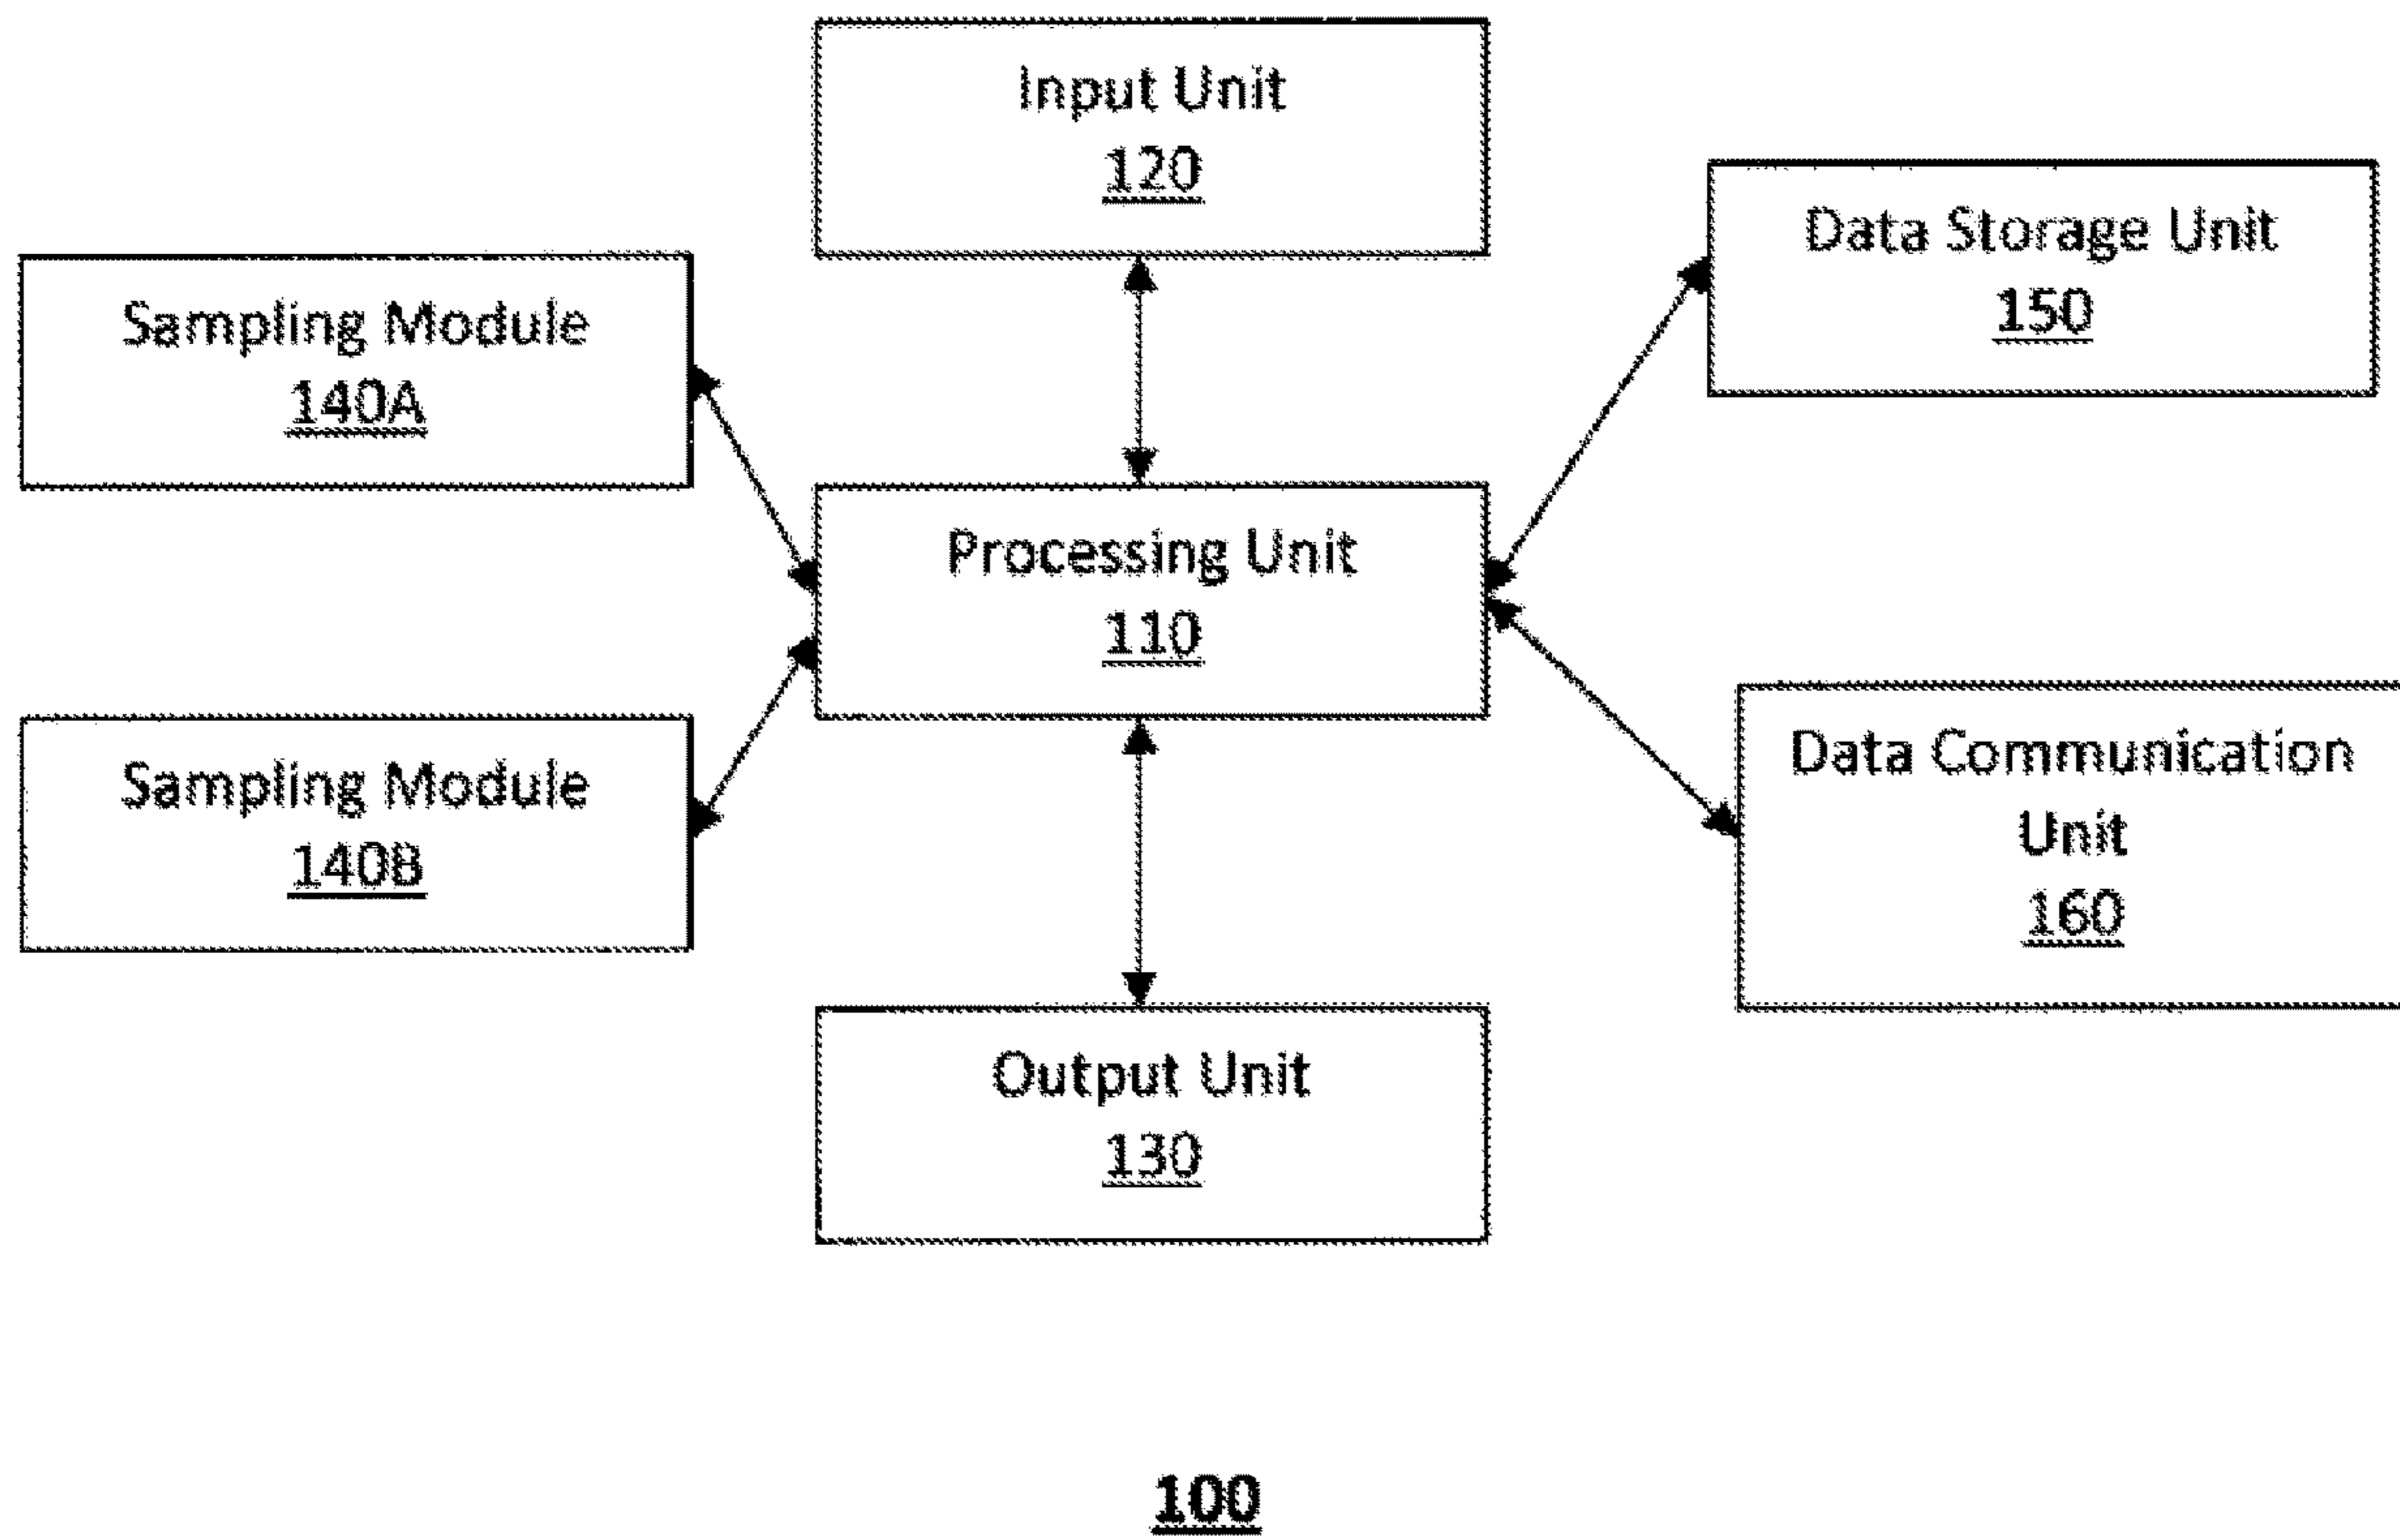 Input Unit
120
Data Storage Unit
150
Sampling Module
140A
Processing Unit
110
Sampling Module
140B
Data Communication
Unit
160
Output Unit
130
100